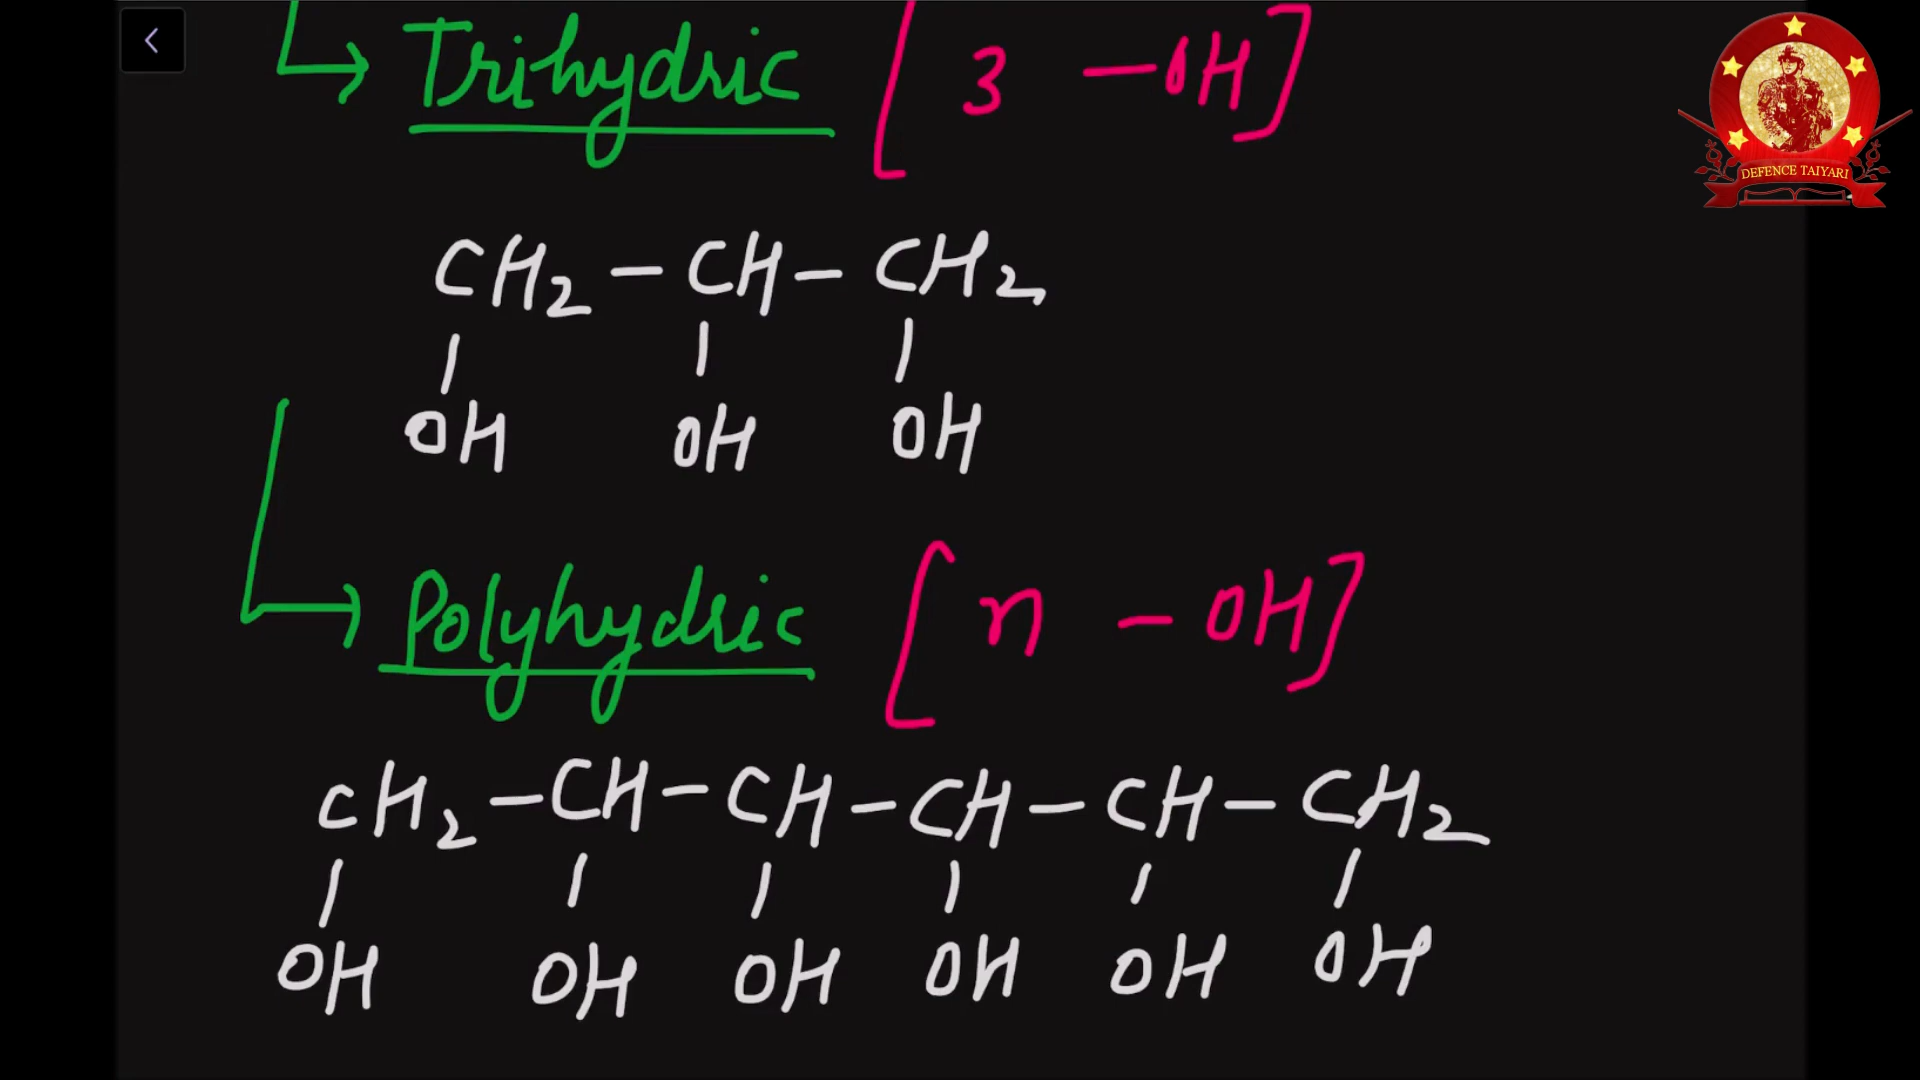 Trihydric [ 3 -OH]
DEFENCE TAIYARI
CH2 - CH - CH2
| | |
OH OH OH
Polyhydric [ n - OH]
CH2 - CH - CH - CH - CH - CH2
| | | | | |
OH OH OH OH OH OH